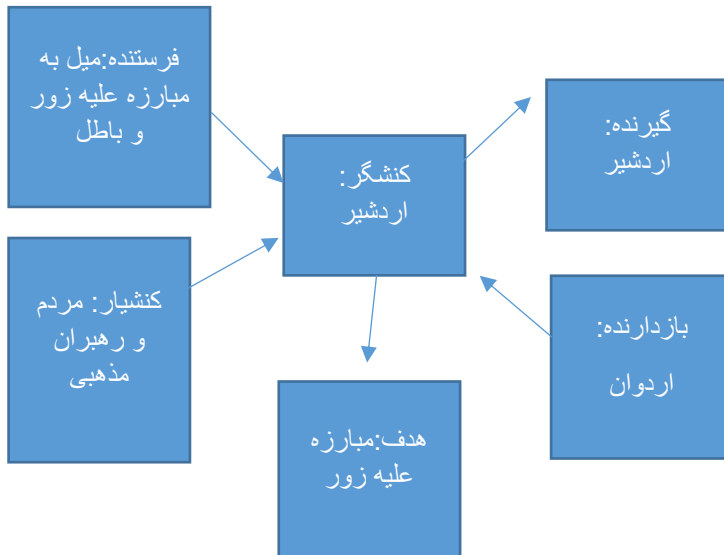 فرستنده:میل به
مبارزه علیه زور
و باطل
گیرنده:
اردشیر
کنشگر:
اردشیر
کنشیار: مردم
و رهبران
مذهبی
بازدارنده:
اردوان
هدف:مبارزه
علیه زور